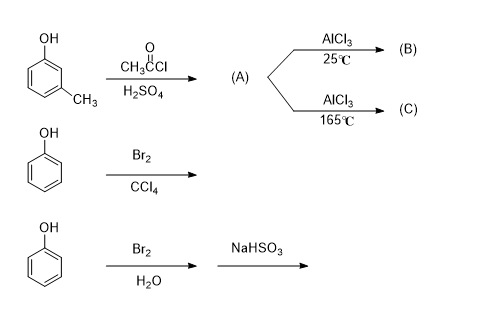 OH
CH₃
O
CH₃CCl
H₂SO₄
(A)
AlCl₃
25℃
(B)
AlCl₃
165℃
(C)
OH
Br₂
CCl₄
OH
Br₂
H₂O
NaHSO₃